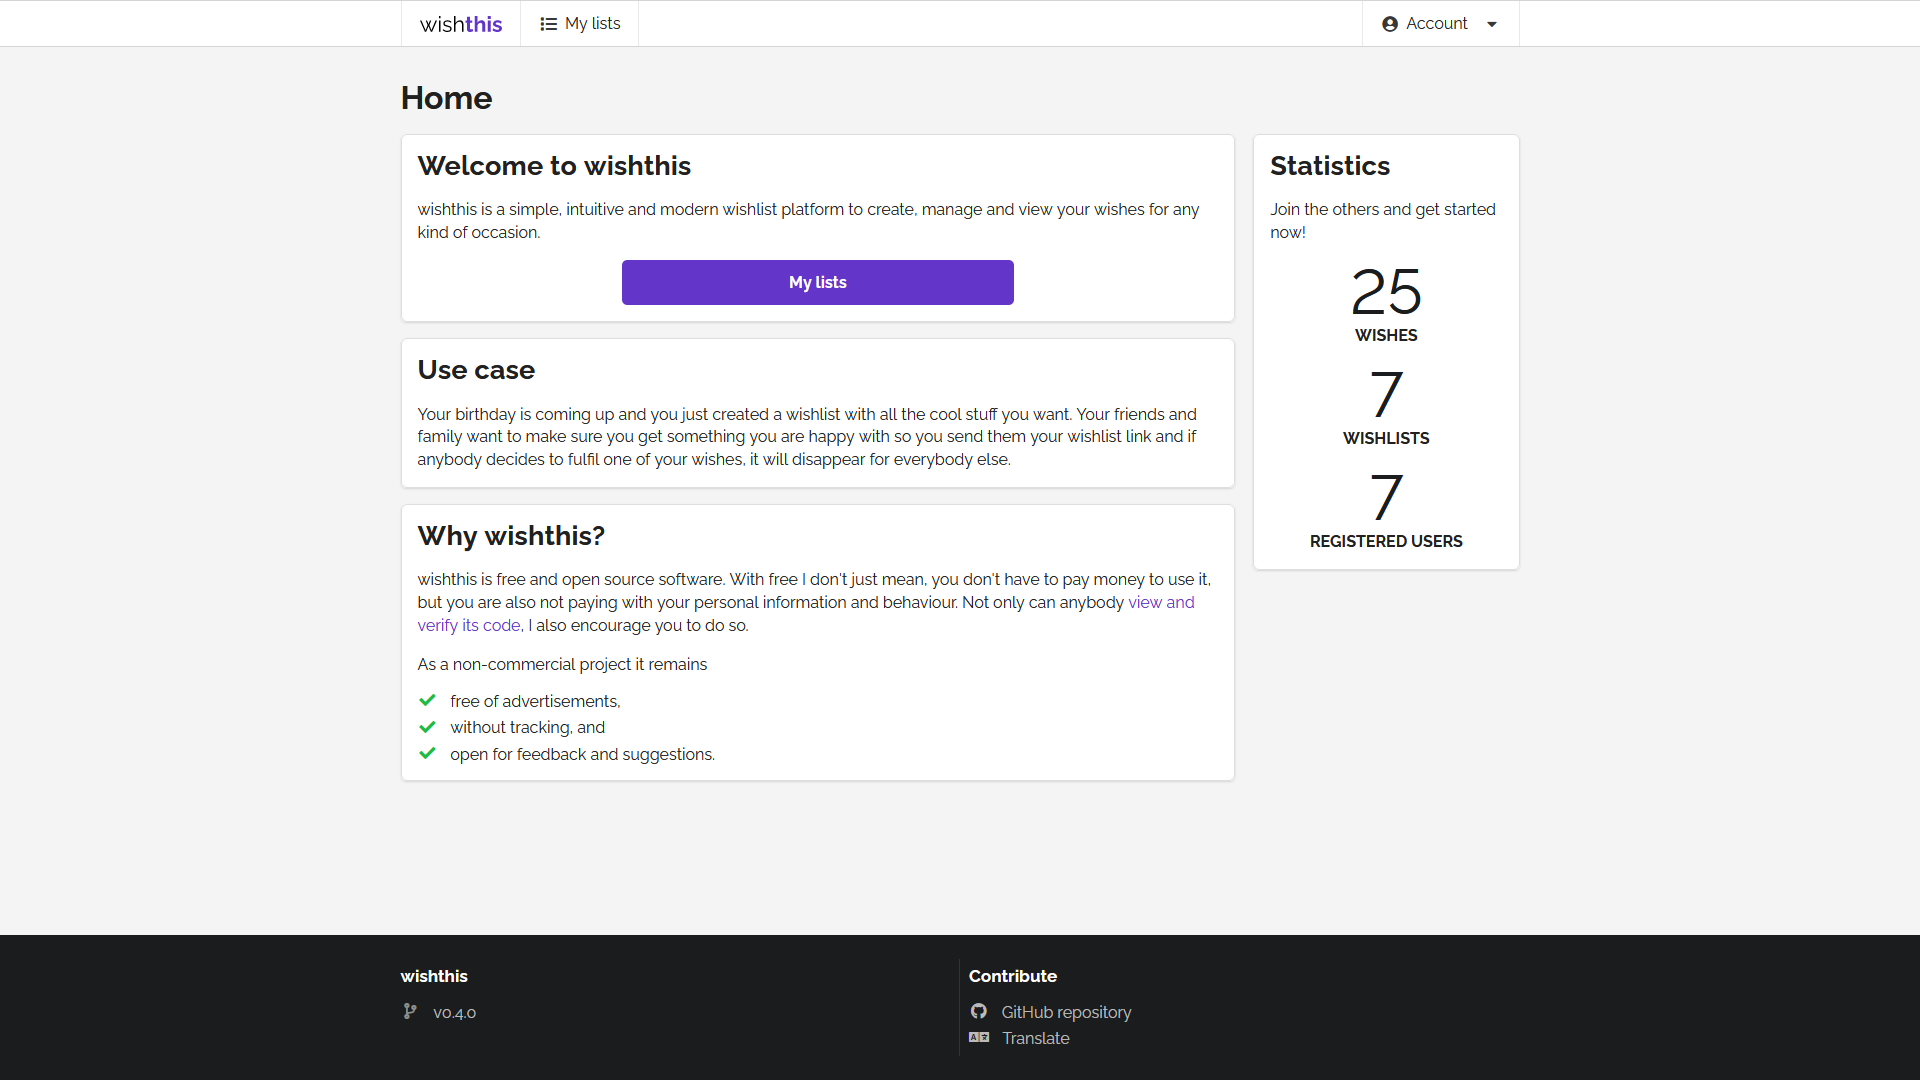 wishthis
My lists
Account
Home
Welcome to wishthis
wishthis is a simple, intuitive and modern wishlist platform to create, manage and view your wishes for any
kind of occasion.
My lists
Use case
Your birthday is coming up and you just created a wishlist with all the cool stuff you want. Your friends and
family want to make sure you get something you are happy with so you send them your wishlist link and if
anybody decides to fulfil one of your wishes, it will disappear for everybody else.
Why wishthis?
wishthis is free and open source software. With free I don't just mean, you don't have to pay money to use it,
but you are also not paying with your personal information and behaviour. Not only can anybody view and
verify its code, I also encourage you to do so.
As a non-commercial project it remains
free of advertisements,
without tracking, and
open for feedback and suggestions.
Statistics
Join the others and get started
now!
25
WISHES
7
WISHLISTS
7
REGISTERED USERS
wishthis
v0.4.0
Contribute
GitHub repository
Translate